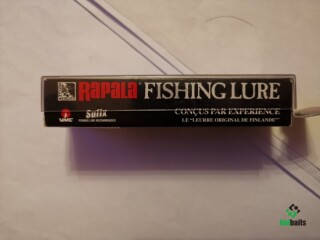 RAPALA® FISHING LURE
CONÇUS PAR EXPERIENCE
LE "LEURRE ORIGINAL DE FINLANDE"
VMC
Sufix
baits